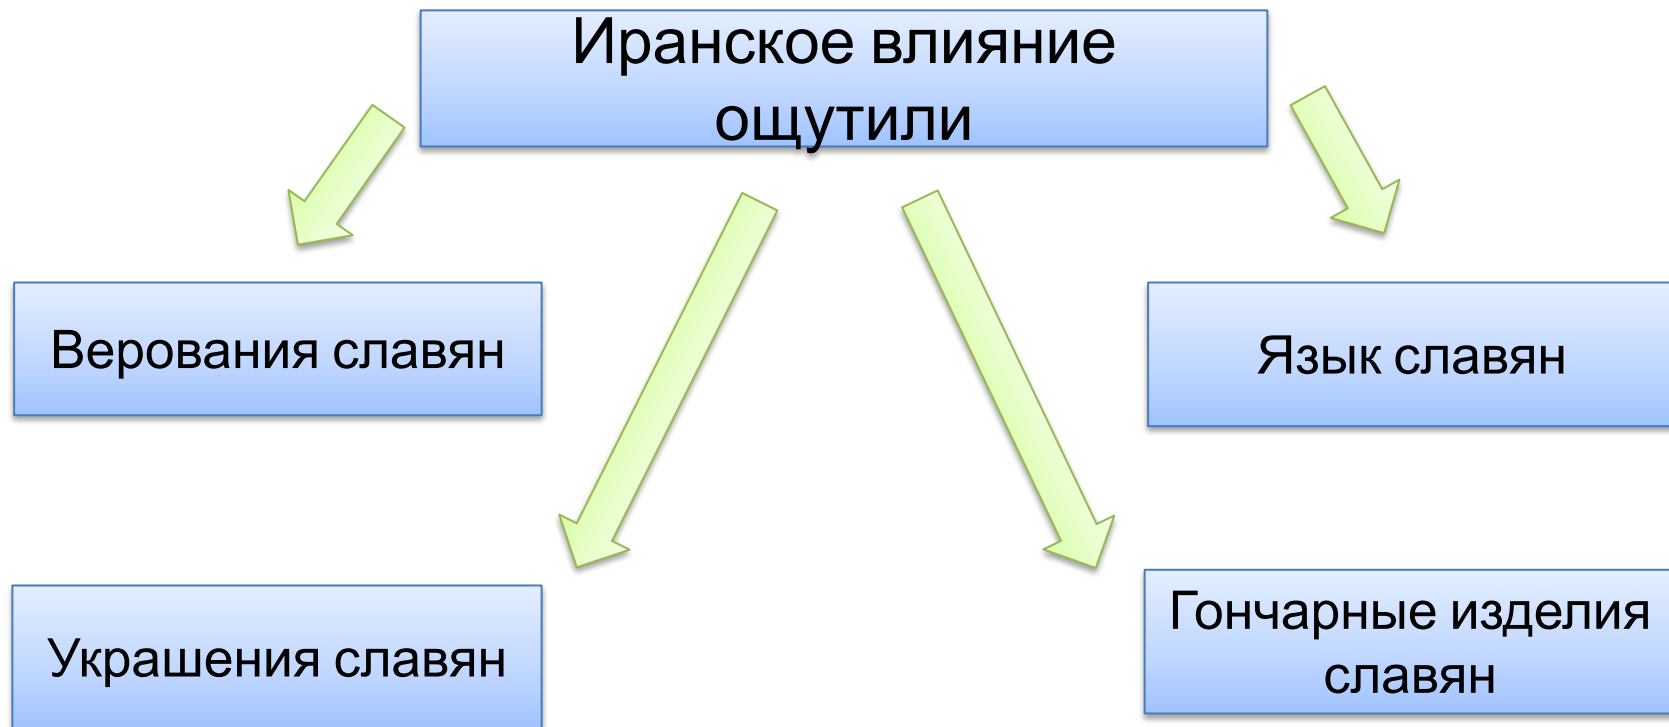 Иранское влияние
ощутили
Верования славян
Язык славян
Украшения славян
Гончарные изделия
славян